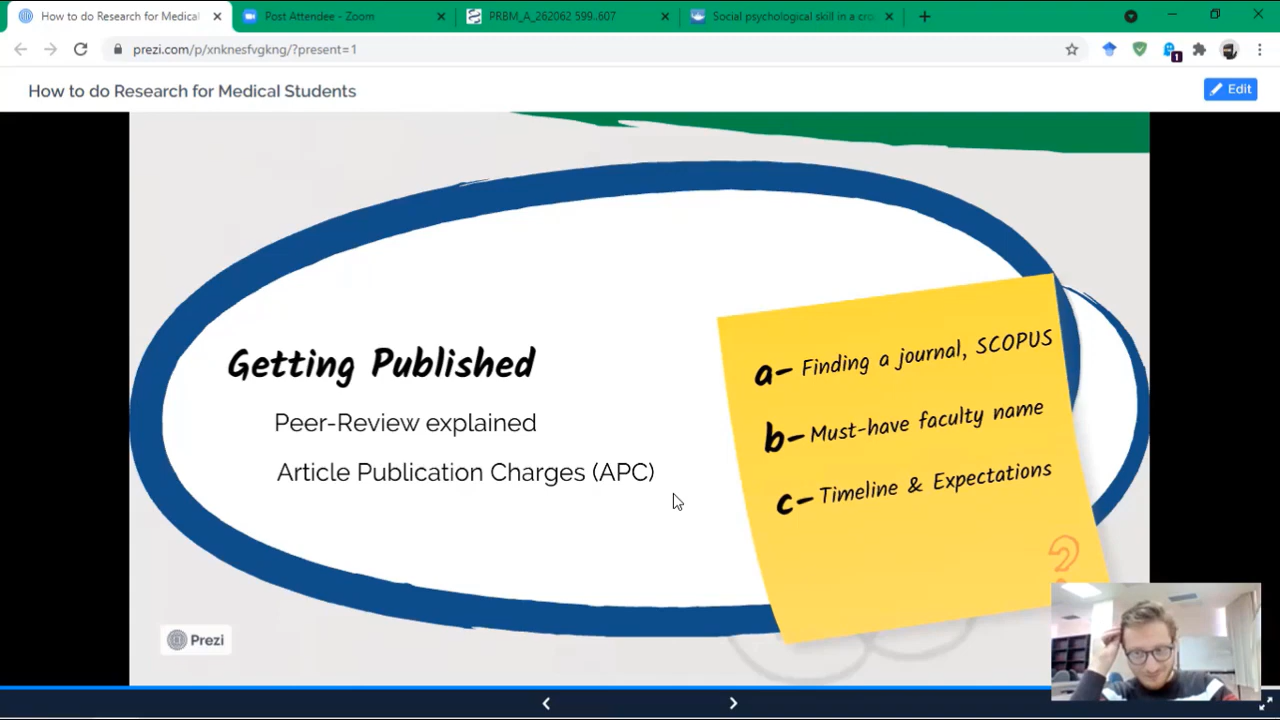 How to do Research for Medical
Post Attendee - Zoom
PRBM_A_262062 599..607
Social psychological skill in a cro
prezi.com/p/xnknesfvgkng/?present=1
1
How to do Research for Medical Students
Edit
Getting Published
Peer-Review explained
Article Publication Charges (APC)
a- Finding a journal, SCOPUS
b- Must-have faculty name
c- Timeline & Expectations
?
Prezi